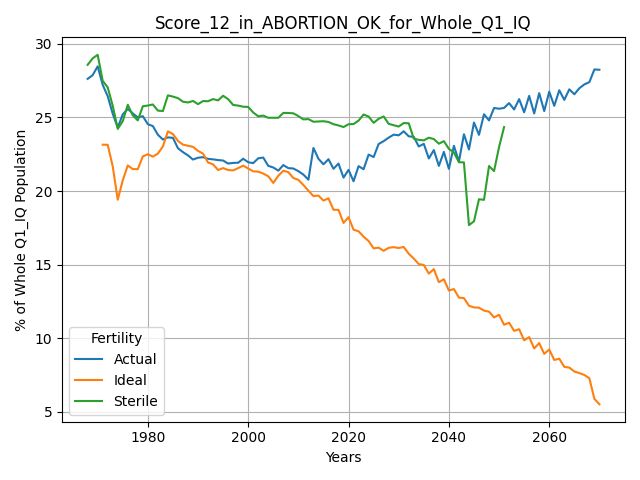 Score_12_in_ABORTION_OK_for_Whole_Q1_IQ
% of Whole Q1_IQ Population
30
25
20
15
10
5
Fertility
Actual
Ideal
Sterile
1980 2000 2020 2040 2060
Years